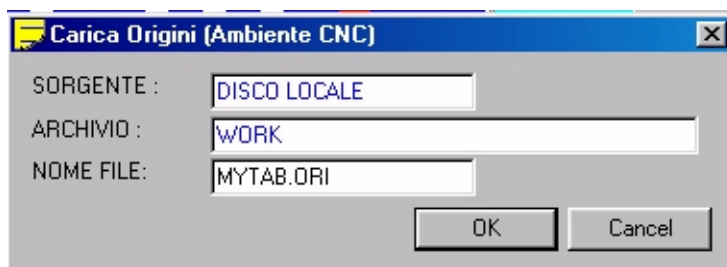 Carica Origini (Ambiente CNC)
SORGENTE : DISCO LOCALE
ARCHIVIO : WORK
NOME FILE: MYTAB.ORI
OK Cancel